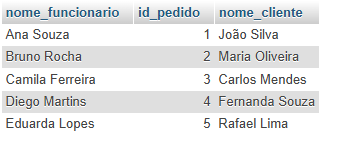 nome_funcionario id_pedido nome_cliente
Ana Souza 1 João Silva
Bruno Rocha 2 Maria Oliveira
Camila Ferreira 3 Carlos Mendes
Diego Martins 4 Fernanda Souza
Eduarda Lopes 5 Rafael Lima